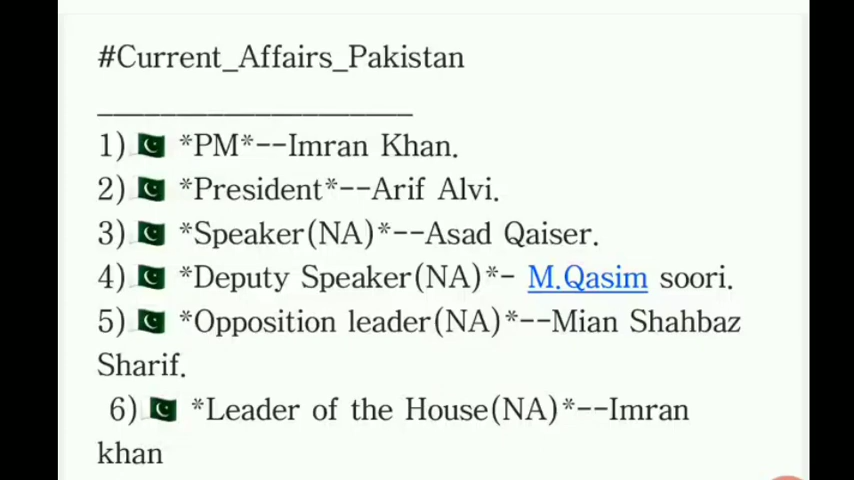 #Current_Affairs_Pakistan
____________________
1)🇵🇰 *PM*--Imran Khan.
2)🇵🇰 *President*--Arif Alvi.
3)🇵🇰 *Speaker(NA)*--Asad Qaiser.
4)🇵🇰 *Deputy Speaker(NA)*- M.Qasim soori.
5)🇵🇰 *Opposition leader(NA)*--Mian Shahbaz
Sharif.
6)🇵🇰 *Leader of the House(NA)*--Imran
khan